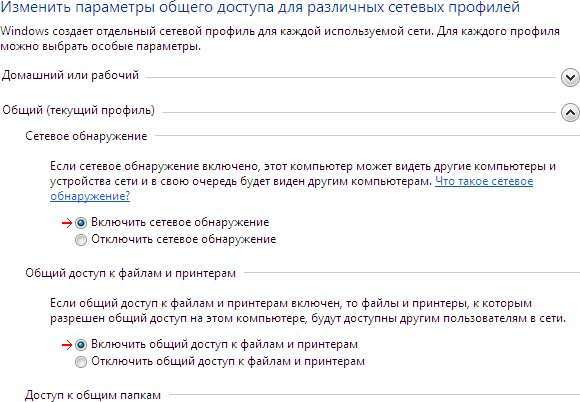 Изменить параметры общего доступа для различных сетевых профилей
Windows создает отдельный сетевой профиль для каждой используемой сети. Для каждого профиля
можно выбрать особые параметры.
Домашний или рабочий
Общий (текущий профиль)
Сетевое обнаружение
Если сетевое обнаружение включено, этот компьютер может видеть другие компьютеры и
устройства сети и в свою очередь будет виден другим компьютерам. Что такое сетевое
обнаружение?
Включить сетевое обнаружение
Отключить сетевое обнаружение
Общий доступ к файлам и принтерам
Если общий доступ к файлам и принтерам включен, то файлы и принтеры, к которым
разрешен общий доступ на этом компьютере, будут доступны другим пользователям в сети.
Включить общий доступ к файлам и принтерам
Отключить общий доступ к файлам и принтерам
Доступ к общим папкам